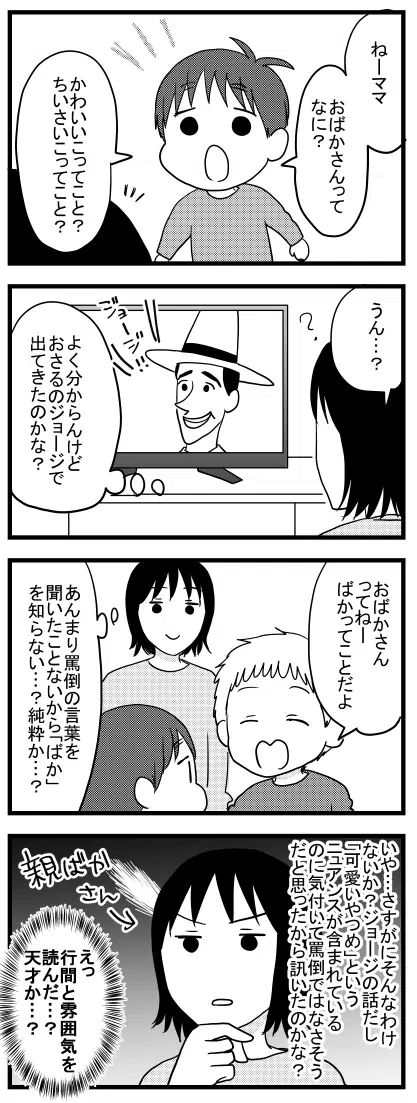 ねーママ
おばかさんって
なに?
かわいいこってこと?
ちいさいこってこと?
うん…?
?
ジョージ!!
よく分からんけど
おさるのジョージで
出てきたのかな?
おばかさん
ってねー
ばかってことだよ
あんまり罵倒の言葉を
聞いたことないから「ばか」
を知らない…?純粋か…?
いや…さすがにそんなわけ
ないか?ジョージの話だし
「可愛いやつめ」という
ニュアンスが含まれている
のに気付いて罵倒ではなさそう
だと思ったから訊いたのかな?
親ばか
さん
えっ
行間と雰囲気を
読んだ…?
天才か…?